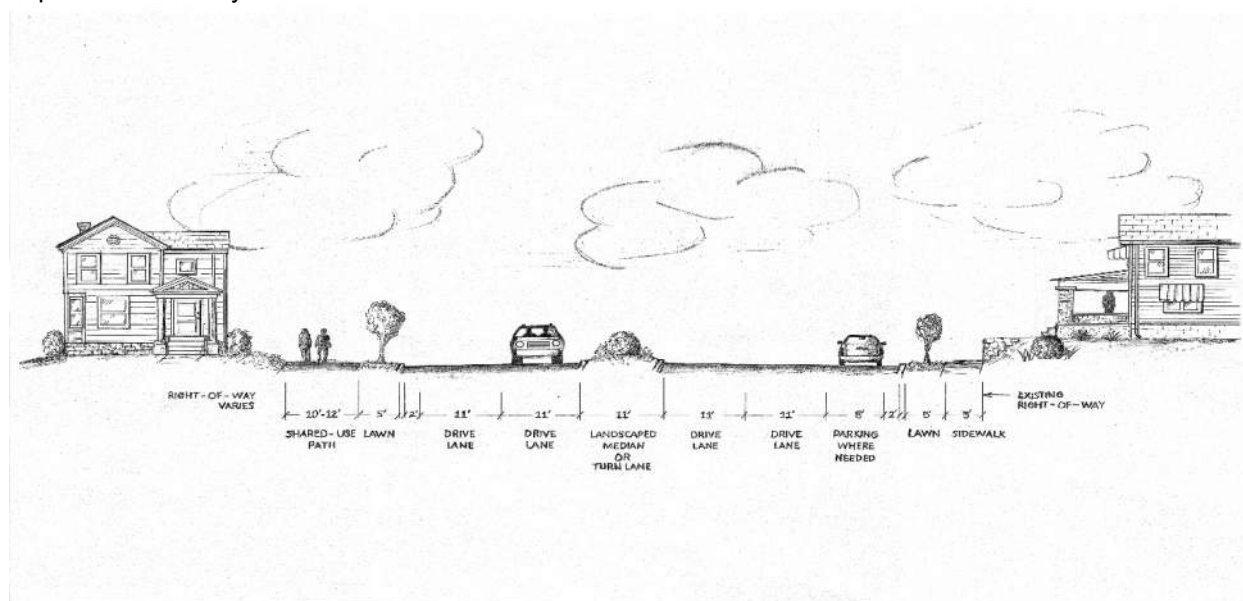 RIGHT-OF-WAY
VARIES
10'-12'
5'
2'
11'
11'
11'
11'
11'
8'
2'
5'
5'
EXISTING
RIGHT-OF-WAY
SHARED-USE
PATH
LAWN
DRIVE
LANE
DRIVE
LANE
LANDSCAPED
MEDIAN
OR
TURN LANE
DRIVE
LANE
DRIVE
LANE
PARKING
WHERE
NEEDED
LAWN
SIDEWALK